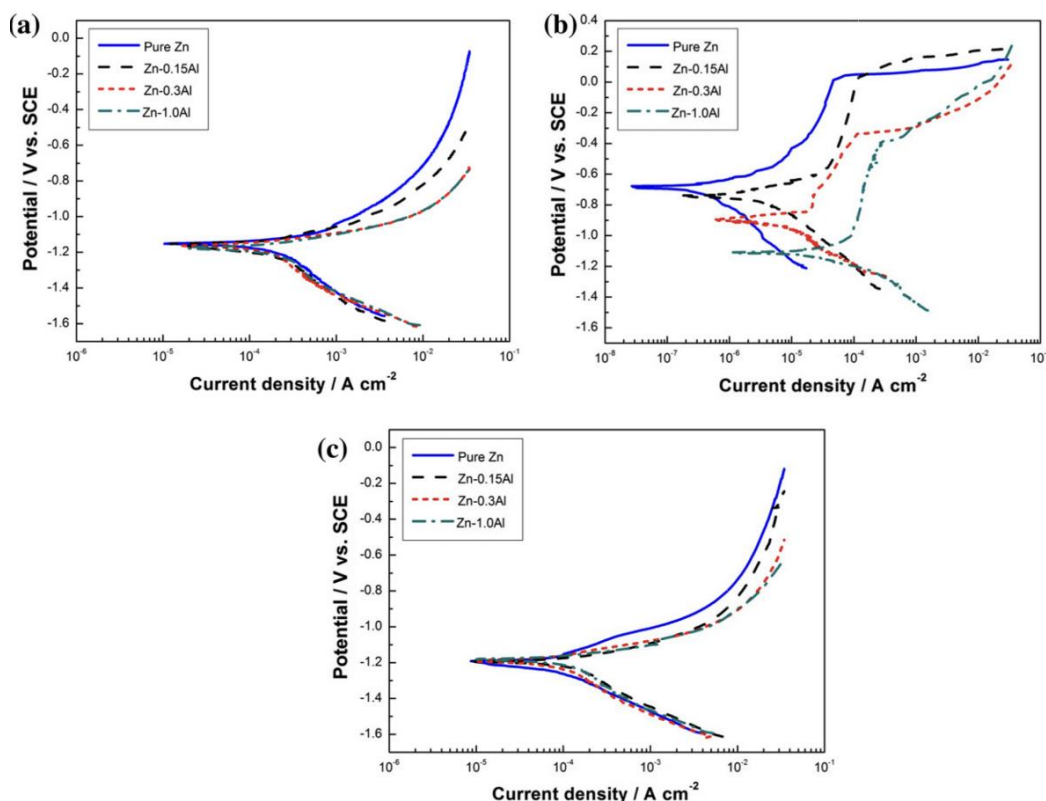 (a)
0.0
-0.2
-0.4
-0.6
-0.8
-1.0
-1.2
-1.4
-1.6
Potential / V vs. SCE
Pure Zn
Zn-0.15Al
Zn-0.3Al
Zn-1.0Al
10⁻⁶ 10⁻⁵ 10⁻⁴ 10⁻³ 10⁻² 10⁻¹
Current density / A cm⁻²
(b)
0.4
0.2
0.0
-0.2
-0.4
-0.6
-0.8
-1.0
-1.2
-1.4
-1.6
Potential / V vs. SCE
Pure Zn
Zn-0.15Al
Zn-0.3Al
Zn-1.0Al
10⁻⁸ 10⁻⁷ 10⁻⁶ 10⁻⁵ 10⁻⁴ 10⁻³ 10⁻² 10⁻¹
Current density / A cm⁻²
(c)
0.0
-0.2
-0.4
-0.6
-0.8
-1.0
-1.2
-1.4
-1.6
Potential / V vs. SCE
Pure Zn
Zn-0.15Al
Zn-0.3Al
Zn-1.0Al
10⁻⁶ 10⁻⁵ 10⁻⁴ 10⁻³ 10⁻² 10⁻¹
Current density / A cm⁻²